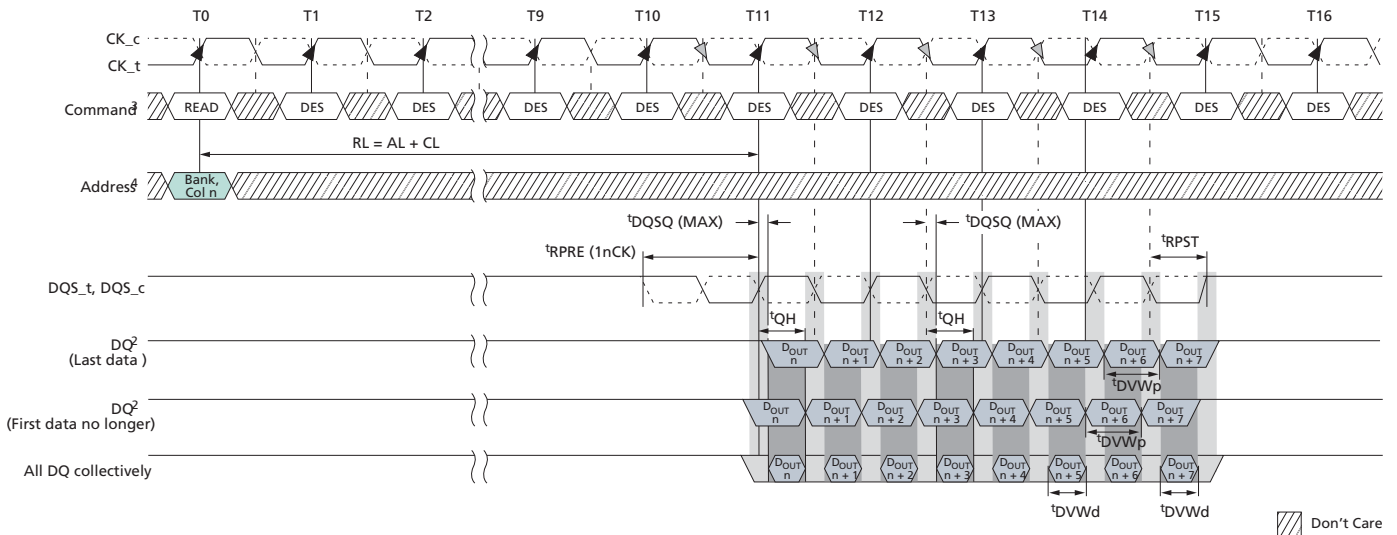 T0 T1 T2 T9 T10 T11 T12 T13 T14 T15 T16
CK_c
CK_t
Command3 READ DES DES DES DES DES DES DES DES DES DES
RL = AL + CL
Address4 Bank, Col n
tDQSQ (MAX) tDQSQ (MAX)
tRPRE (1nCK) tRPST
DQS_t, DQS_c
tQH tQH
DQ2
(Last data )
DOUT n DOUT n + 1 DOUT n + 2 DOUT n + 3 DOUT n + 4 DOUT n + 5 DOUT n + 6 DOUT n + 7
tDVWp
DQ2
(First data no longer)
DOUT n DOUT n + 1 DOUT n + 2 DOUT n + 3 DOUT n + 4 DOUT n + 5 DOUT n + 6 DOUT n + 7
tDVWp
All DQ collectively
DOUT n DOUT n + 1 DOUT n + 2 DOUT n + 3 DOUT n + 4 DOUT n + 5 DOUT n + 6 DOUT n + 7
tDVWd tDVWd
Don't Care